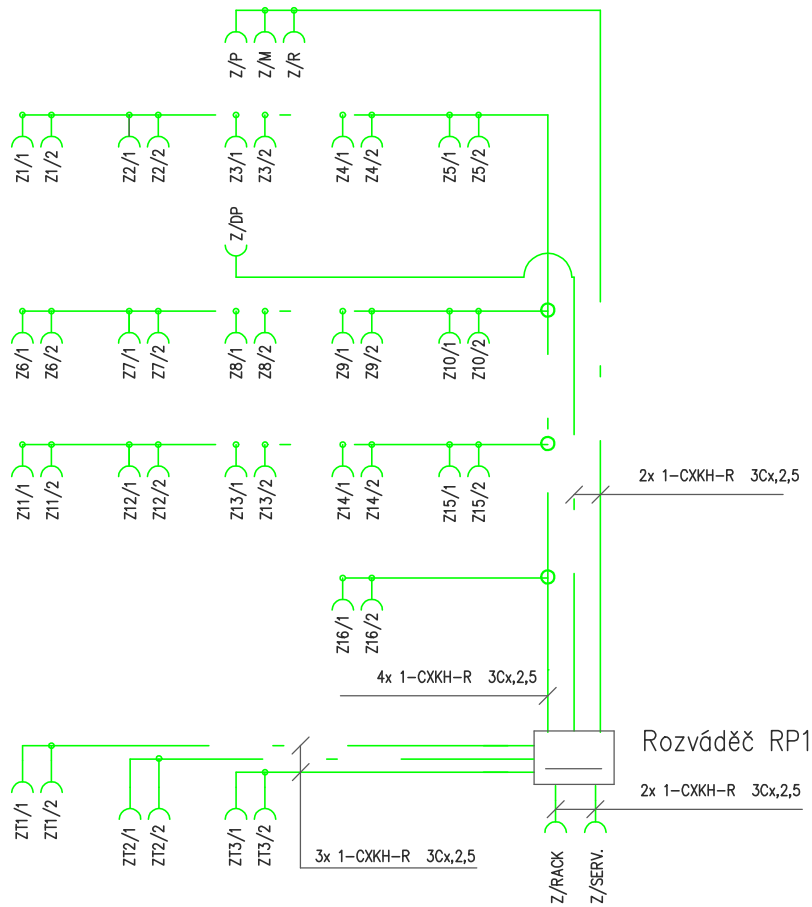 Z/P
Z/M
Z/R
Z1/1
Z1/2
Z2/1
Z2/2
Z3/1
Z3/2
Z4/1
Z4/2
Z5/1
Z5/2
Z/DP
Z6/1
Z6/2
Z7/1
Z7/2
Z8/1
Z8/2
Z9/1
Z9/2
Z10/1
Z10/2
Z11/1
Z11/2
Z12/1
Z12/2
Z13/1
Z13/2
Z14/1
Z14/2
Z15/1
Z15/2
2x 1-CXKH-R 3Cx,2,5
Z16/1
Z16/2
4x 1-CXKH-R 3Cx,2,5
Rozváděč RP1
ZT1/1
ZT1/2
ZT2/1
ZT2/2
ZT3/1
ZT3/2
2x 1-CXKH-R 3Cx,2,5
3x 1-CXKH-R 3Cx,2,5
Z/RACK
Z/SERV.